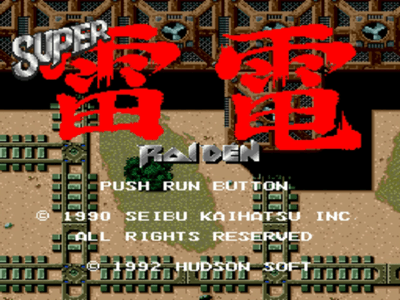 SUPER
雷電
RAIDEN
PUSH RUN BUTTON
© 1990 SEIBU KAIHATSU INC
ALL RIGHTS RESERVED
© 1992 HUDSON SOFT